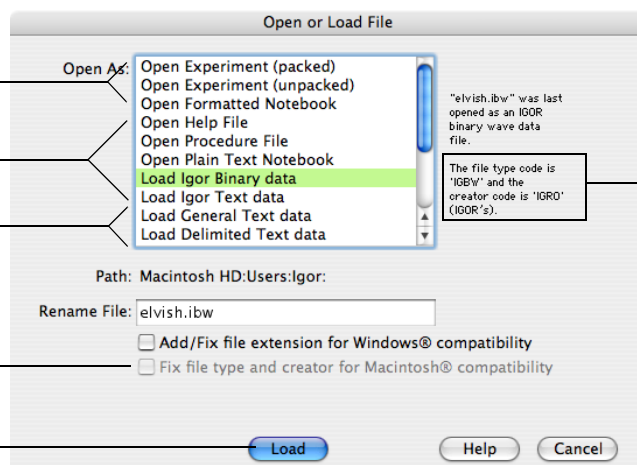 Open or Load File
Open As:
Open Experiment (packed)
Open Experiment (unpacked)
Open Formatted Notebook
Open Help File
Open Procedure File
Open Plain Text Notebook
Load Igor Binary data
Load Igor Text data
Load General Text data
Load Delimited Text data
"elvish.ibw" was last
opened as an IGOR
binary wave data
file.
The file type code is
'IGBW' and the
creator code is 'IGR0'
(IGOR's).
Path: Macintosh HD:Users:Igor:
Rename File: elvish.ibw
Add/Fix file extension for Windows® compatibility
Fix file type and creator for Macintosh® compatibility
Load Help Cancel